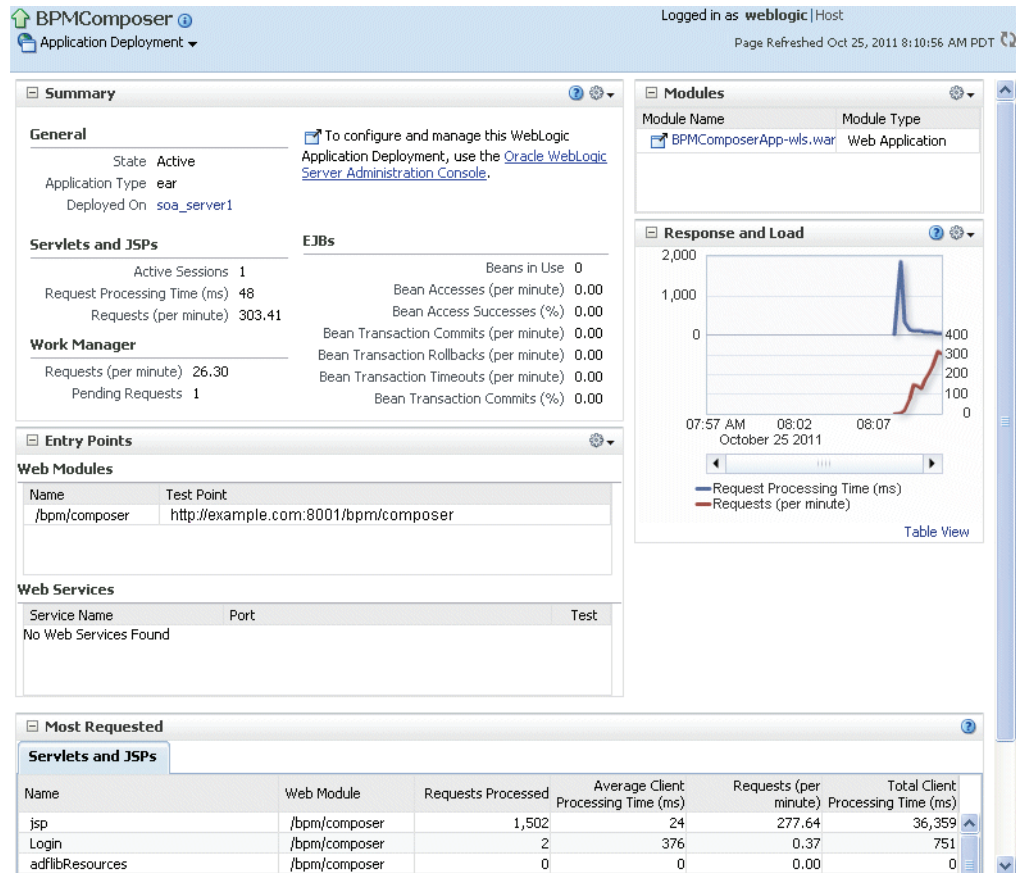 BPMComposer
Logged in as weblogic|Host
Application Deployment
Page Refreshed Oct 25, 2011 8:10:56 AM PDT
Summary
General
State Active
Application Type ear
Deployed On soa_server1
To configure and manage this WebLogic
Application Deployment, use the Oracle WebLogic
Server Administration Console.
Servlets and JSPs
Active Sessions 1
Request Processing Time (ms) 48
Requests (per minute) 303.41
Work Manager
Requests (per minute) 26.30
Pending Requests 1
EJBs
Beans in Use 0
Bean Accesses (per minute) 0.00
Bean Access Successes (%) 0.00
Bean Transaction Commits (per minute) 0.00
Bean Transaction Rollbacks (per minute) 0.00
Bean Transaction Timeouts (per minute) 0.00
Bean Transaction Commits (%) 0.00
Modules
Module Name Module Type
BPMComposerApp-wls.war Web Application
Response and Load
2,000
1,000
0
400
300
200
100
0
07:57 AM 08:02 08:07
October 25 2011
Request Processing Time (ms)
Requests (per minute)
Table View
Entry Points
Web Modules
Name Test Point
/bpm/composer http://example.com:8001/bpm/composer
Web Services
Service Name Port Test
No Web Services Found
Most Requested
Servlets and JSPs
Name Web Module Requests Processed Average Client Processing Time (ms) Requests (per minute) Total Client Processing Time (ms)
jsp /bpm/composer 1,502 24 277.64 36,359
Login /bpm/composer 2 376 0.37 751
adflibResources /bpm/composer 0 0 0.00 0